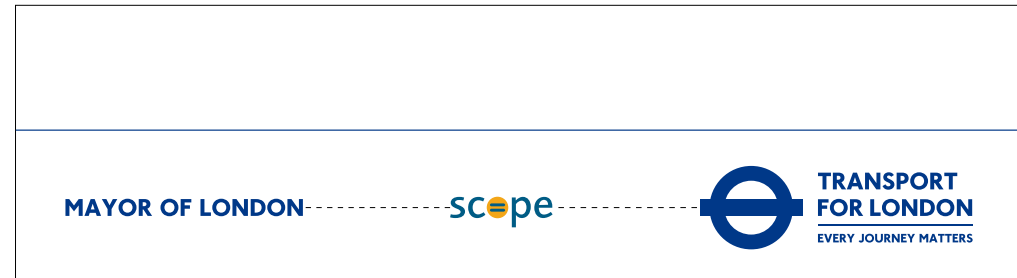 MAYOR OF LONDON
scope
TRANSPORT
FOR LONDON
EVERY JOURNEY MATTERS